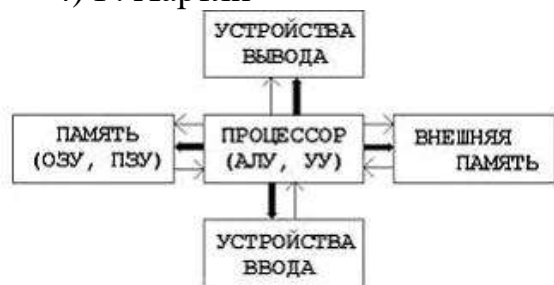 УСТРОЙСТВА
ВЫВОДА
ПАМЯТЬ
(ОЗУ, ПЗУ)
ПРОЦЕССОР
(АЛУ, УУ)
ВНЕШНЯЯ
ПАМЯТЬ
УСТРОЙСТВА
ВВОДА